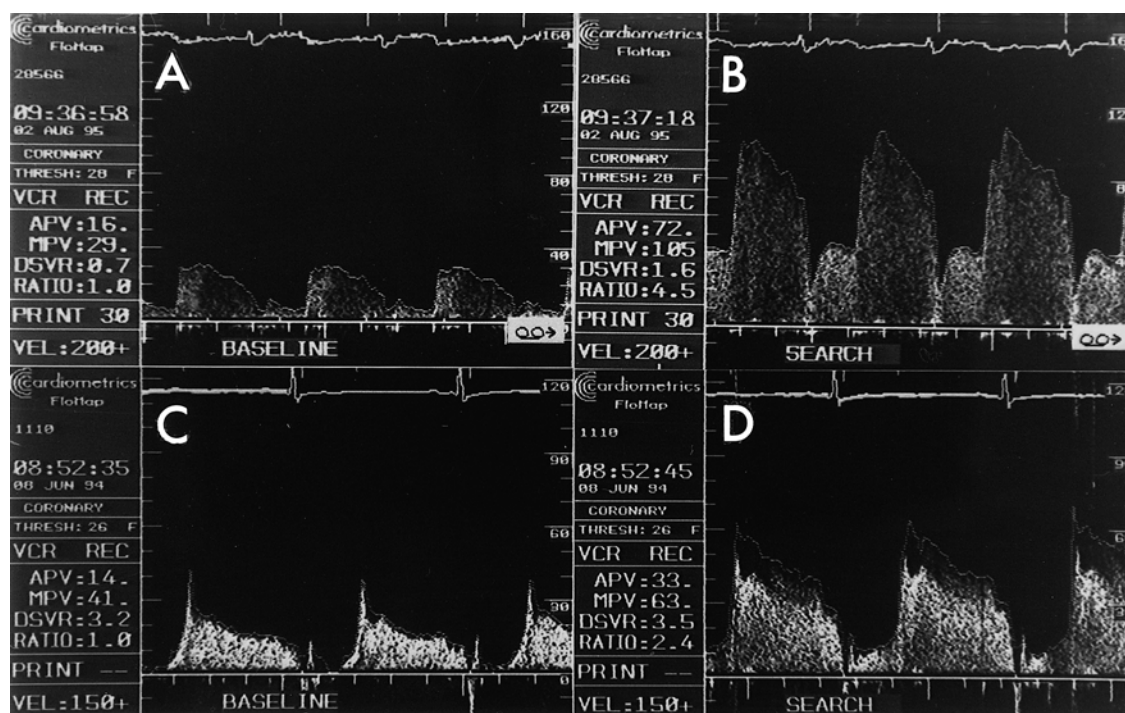 cardiometrics
FloMap
2856G
09:36:58
02 AUG 95
CORONARY
THRESH: 28 F
VCR REC
APV:16.
MPV:29.
DSVR:0.7
RATIO:1.0
PRINT 30
VEL:200+
A
160
120
80
40
BASELINE
cardiometrics
FloMap
2856G
09:37:18
02 AUG 95
CORONARY
THRESH: 28 F
VCR REC
APV:72.
MPV:105
DSVR:1.6
RATIO:4.5
PRINT 30
VEL:200+
B
SEARCH
cardiometrics
FloMap
1110
08:52:35
08 JUN 94
CORONARY
THRESH: 26 F
VCR REC
APV:14.
MPV:41.
DSVR:3.2
RATIO:1.0
PRINT --
VEL:150+
C
120
90
60
30
0
BASELINE
cardiometrics
FloMap
1110
08:52:45
08 JUN 94
CORONARY
THRESH: 26 F
VCR REC
APV:33.
MPV:63.
DSVR:3.5
RATIO:2.4
PRINT --
VEL:150+
D
SEARCH